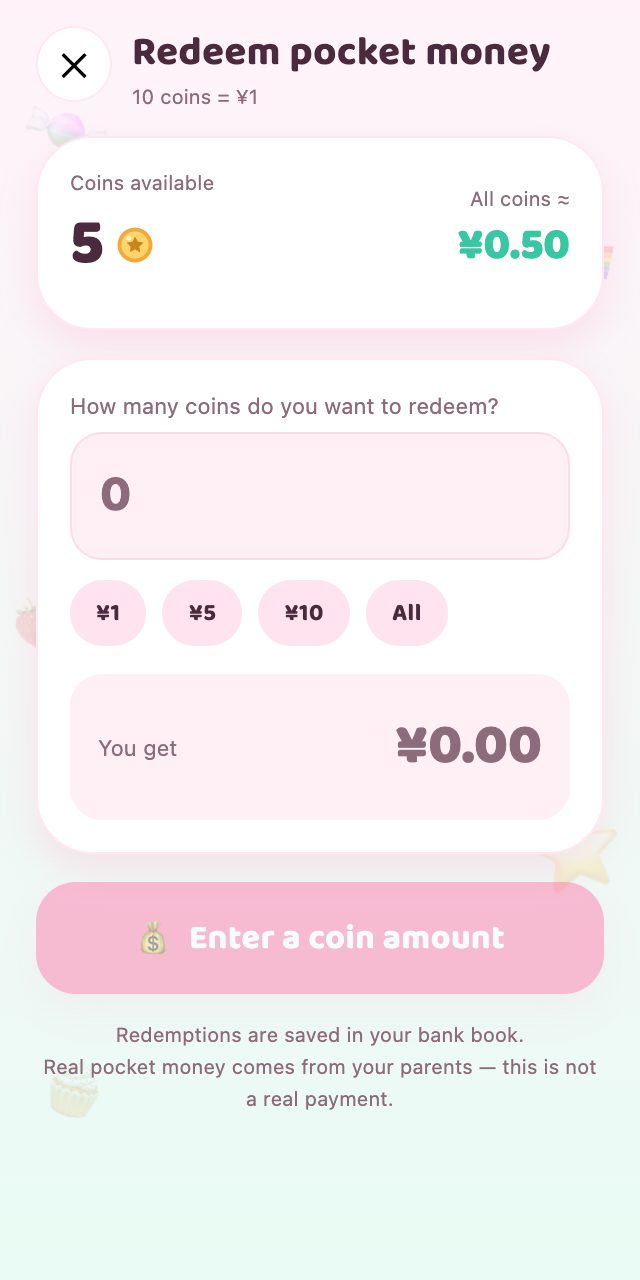 Redeem pocket money
10 coins = ¥1
Coins available
5
All coins ≈
¥0.50
How many coins do you want to redeem?
0
¥1
¥5
¥10
All
You get
¥0.00
Enter a coin amount
Redemptions are saved in your bank book.
Real pocket money comes from your parents — this is not
a real payment.